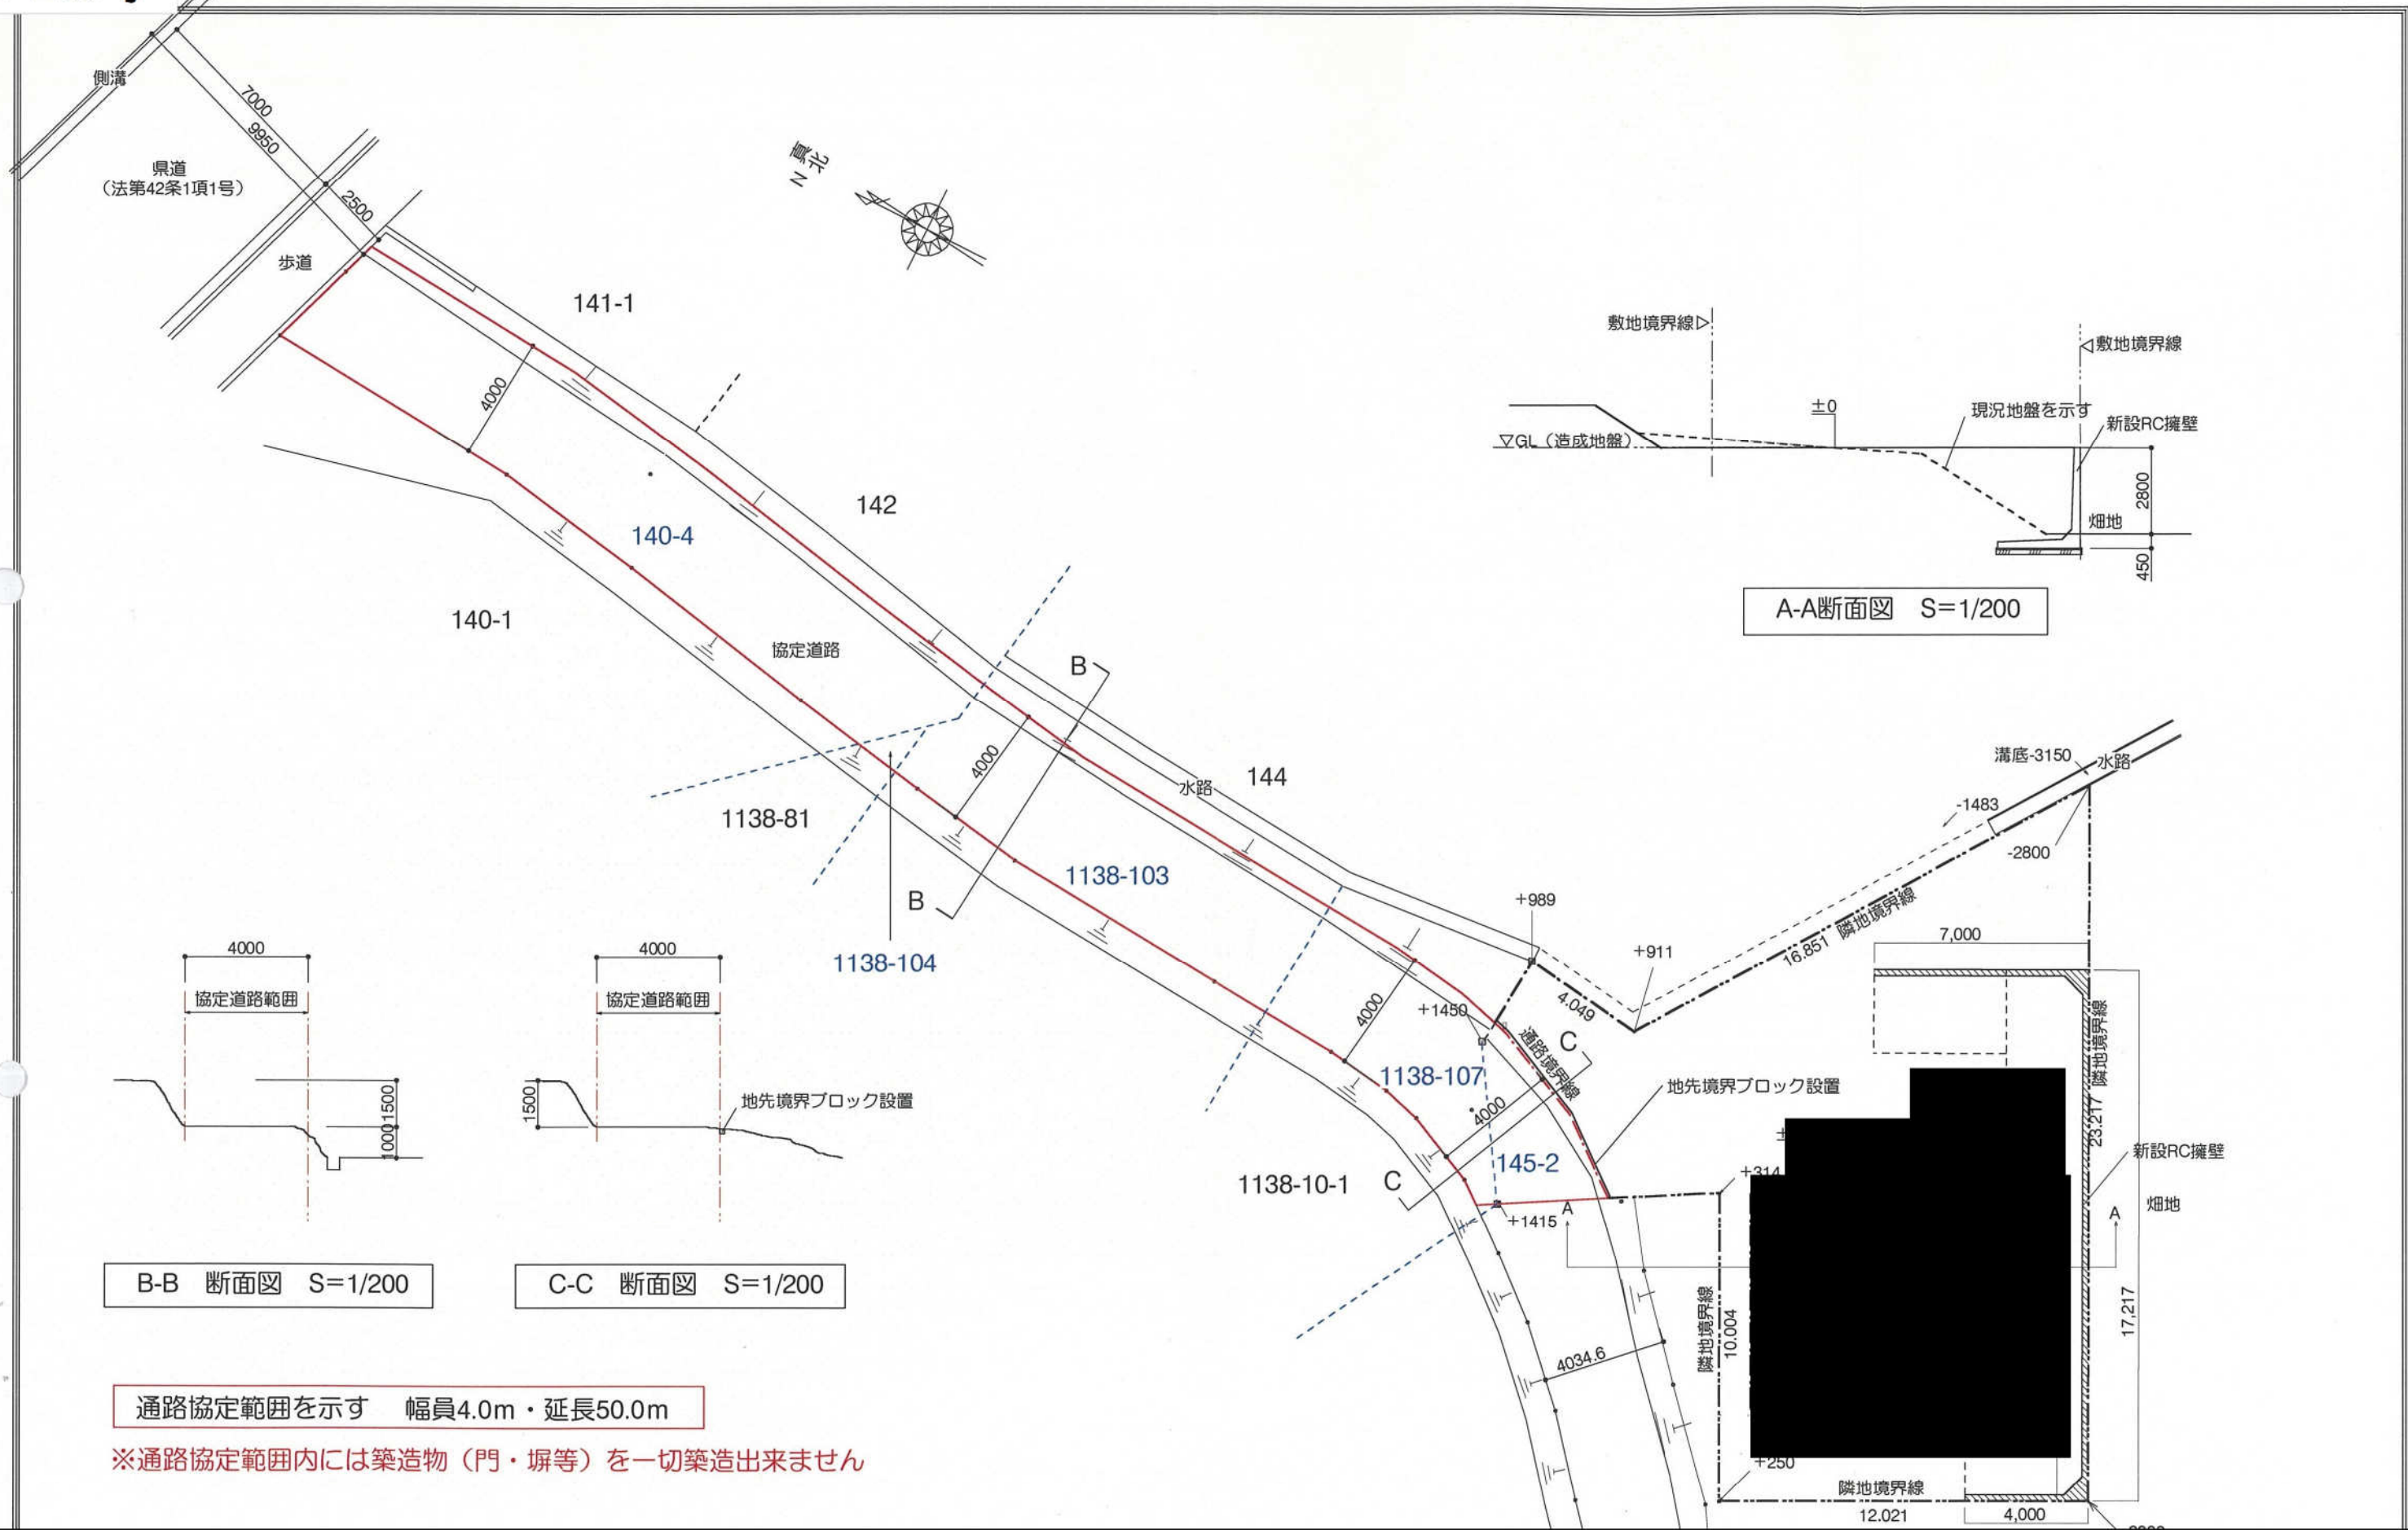 側溝
7000
9950
県道
(法第42条1項1号)
2500
歩道
真北
N
141-1
4000
142
140-4
140-1
協定道路
B
4000
水路
144
1138-81
1138-103
B
1138-104
敷地境界線▷
◁敷地境界線
±0
現況地盤を示す
新設RC擁壁
▽GL(造成地盤)
2800
畑地
450
A-A断面図 S=1/200
溝底-3150
水路
-1483
-2800
16.851 隣地境界線
+989
+911
4.049
7,000
+1450
4000
通路境界線
C
1138-107
4000
地先境界ブロック設置
隣地境界線
23.217
新設RC擁壁
145-2
1138-10-1
C
+314
+1415
A
A
畑地
隣地境界線
10.004
17,217
4034.6
+250
隣地境界線
12.021
4,000
4000
協定道路範囲
1500
1000
B-B 断面図 S=1/200
4000
協定道路範囲
1500
地先境界ブロック設置
C-C 断面図 S=1/200
通路協定範囲を示す 幅員4.0m・延長50.0m
※通路協定範囲内には築造物(門・塀等)を一切築造出来ません